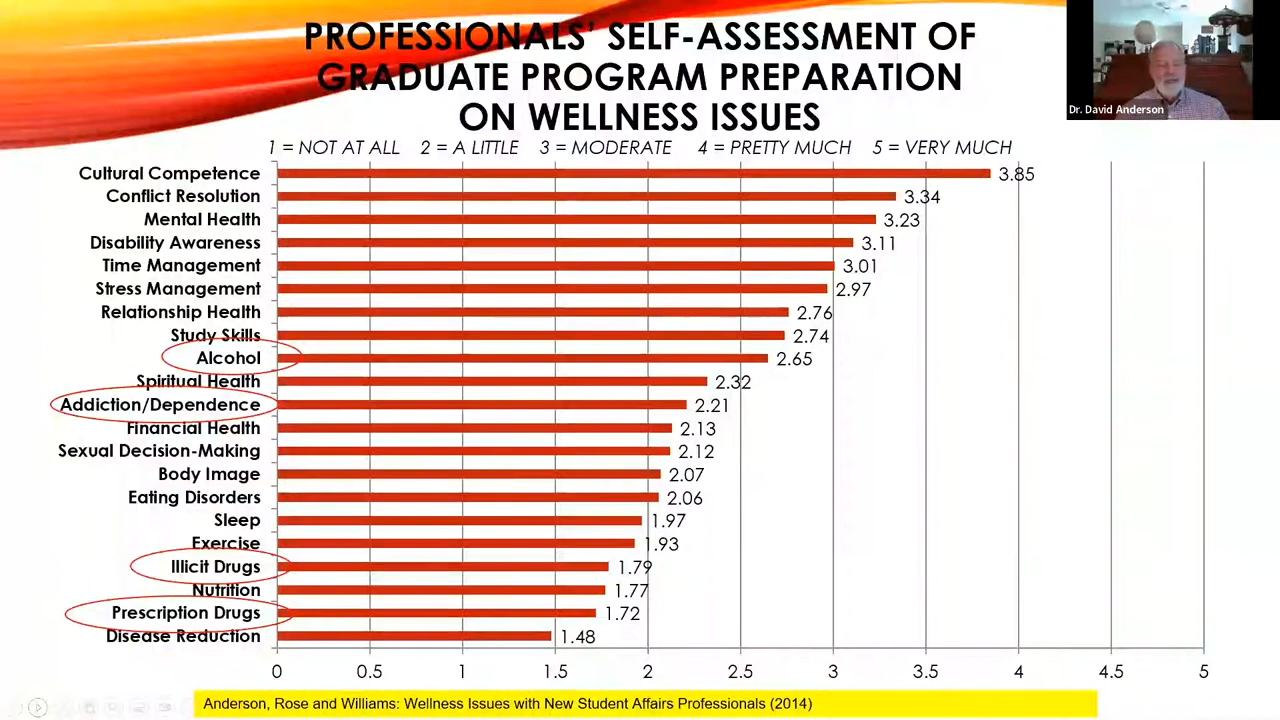 PROFESSIONALS' SELF-ASSESSMENT OF
GRADUATE PROGRAM PREPARATION
ON WELLNESS ISSUES
Dr. David Anderson
1 = NOT AT ALL 2 = A LITTLE 3 = MODERATE 4 = PRETTY MUCH 5 = VERY MUCH
Cultural Competence 3.85
Conflict Resolution 3.34
Mental Health 3.23
Disability Awareness 3.11
Time Management 3.01
Stress Management 2.97
Relationship Health 2.76
Study Skills 2.74
Alcohol 2.65
Spiritual Health 2.32
Addiction/Dependence 2.21
Financial Health 2.13
Sexual Decision-Making 2.12
Body Image 2.07
Eating Disorders 2.06
Sleep 1.97
Exercise 1.93
Illicit Drugs 1.79
Nutrition 1.77
Prescription Drugs 1.72
Disease Reduction 1.48
0 0.5 1 1.5 2 2.5 3 3.5 4 4.5 5
Anderson, Rose and Williams: Wellness Issues with New Student Affairs Professionals (2014)